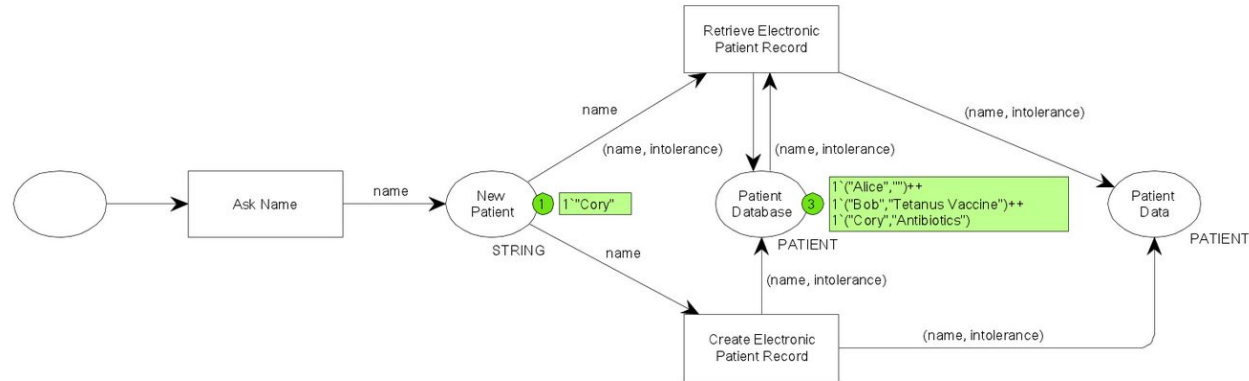 Retrieve Electronic
Patient Record
name
(name, intolerance)
(name, intolerance)
(name, intolerance)
Ask Name
name
New
Patient
1
1`"Cory"
STRING
Patient
Database
3
1`("Alice","")++
1`("Bob","Tetanus Vaccine")++
1`("Cory","Antibiotics")
PATIENT
Patient
Data
PATIENT
name
(name, intolerance)
Create Electronic
Patient Record
(name, intolerance)